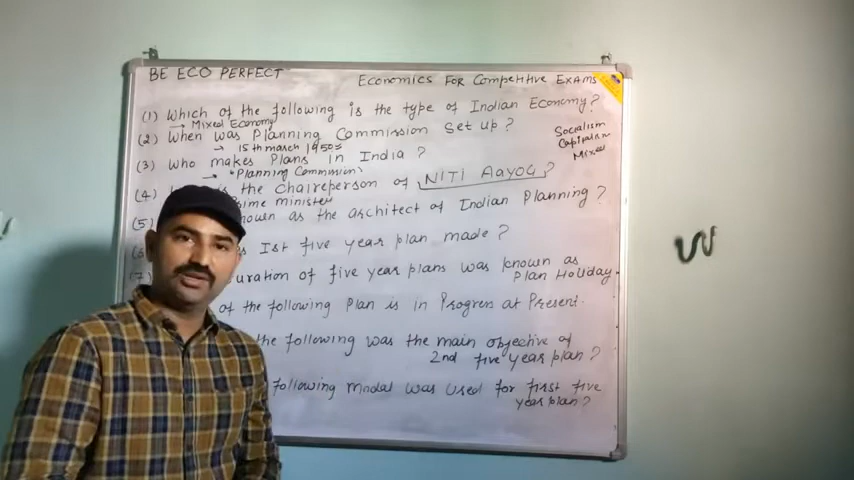 BE ECO PERFECT
Economics For Competitive Exams
(1) Which of the following is the type of Indian Economy?
→ Mixed Economy
(2) When was Planning Commission Set up?
→ 15th march 1950s
Socialism
Capitalism
Mixed
(3) Who makes Plans in India?
→ "Planning Commission"
(4) is the Chaireperson of NITI AAYOG?
Prime minister
(5) known as the architect of Indian Planning?
Ist five year plan made?
(7) uration of five year plans was known as
Plan Holiday
of the following Plan is in Progress at Present.
the following was the main objective of
2nd five year plan?
following modal was used for first five
year plan?